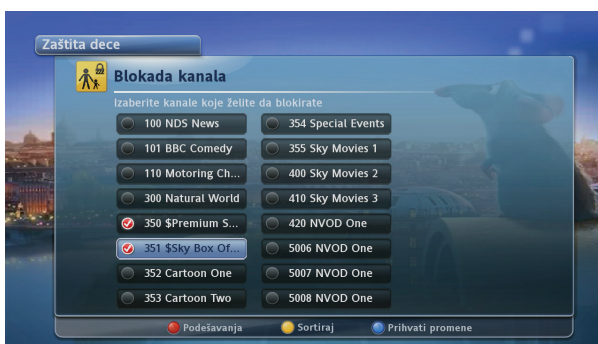 Zaštita dece
Blokada kanala
Izaberite kanale koje želite da blokirate
100 NDS News
101 BBC Comedy
110 Motoring Ch...
300 Natural World
350 $Premium S...
351 $Sky Box Of...
352 Cartoon One
353 Cartoon Two
354 Special Events
355 Sky Movies 1
400 Sky Movies 2
410 Sky Movies 3
420 NVOD One
5006 NVOD One
5007 NVOD One
5008 NVOD One
Podešavanja
Sortiraj
Prihvati promene